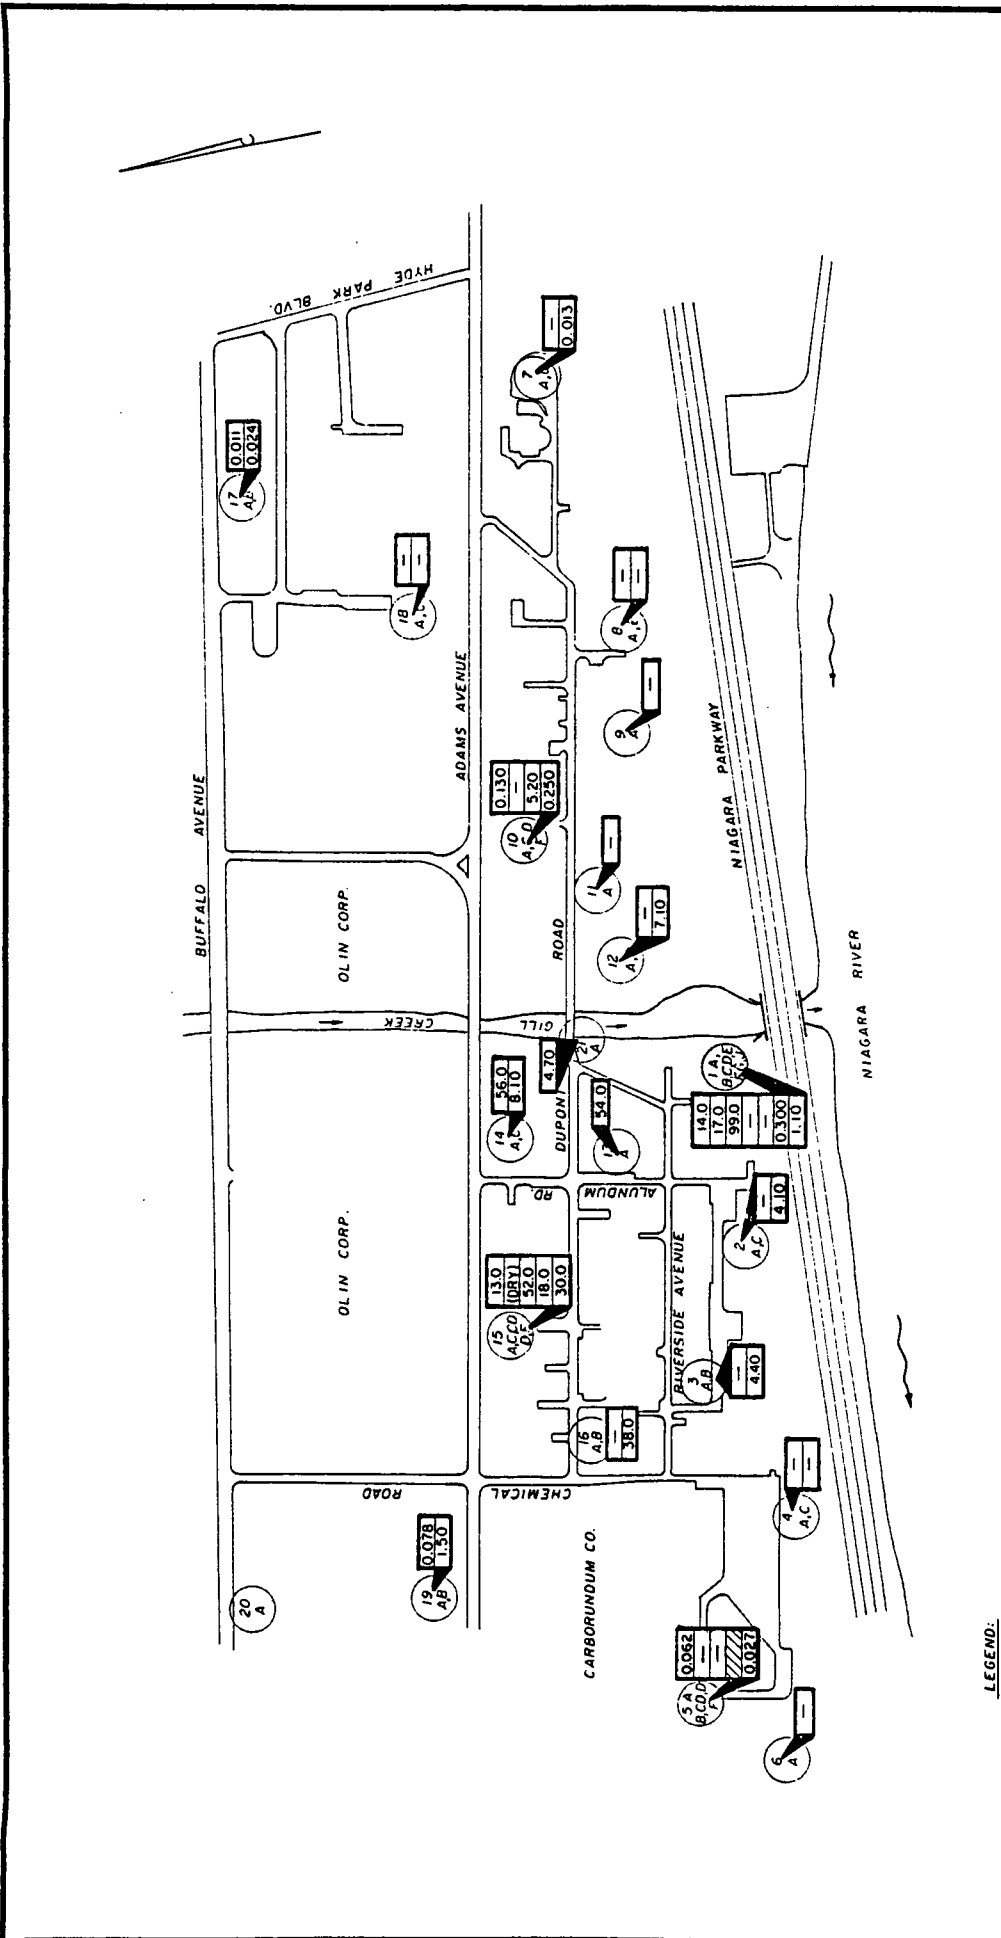 HYDE PARK BLVD.
BUFFALO AVENUE
ADAMS AVENUE
OLIN CORP.
OLIN CORP.
GILL CREEK
DUPONT ROAD
ALUNDUM RD.
RIVERSIDE AVENUE
CHEMICAL ROAD
CARBORUNDUM CO.
NIAGARA PARKWAY
NIAGARA RIVER
17
0.011
0.024
18
A,C
–
–
7
–
0.013
8
–
–
9
A
–
10
0.130
–
5.20
0.250
11
A
–
12
–
7.10
A
4.70
14
A,C
56.0
8.10
A
54.0
1 A,
B,C,D,E
14.0
17.0
99.0
–
–
0.300
1.10
2
A,C
–
4.10
15
A,C,CD
13.0
(DRY)
52.0
18.0
30.0
3
A,B
–
4.40
16
A,B
–
38.0
4
A,C
–
–
19
A,B
0.078
1.50
20
A
5 A
B,CD,D
F
0.062
–
–
0.027
6
A
–
LEGEND: